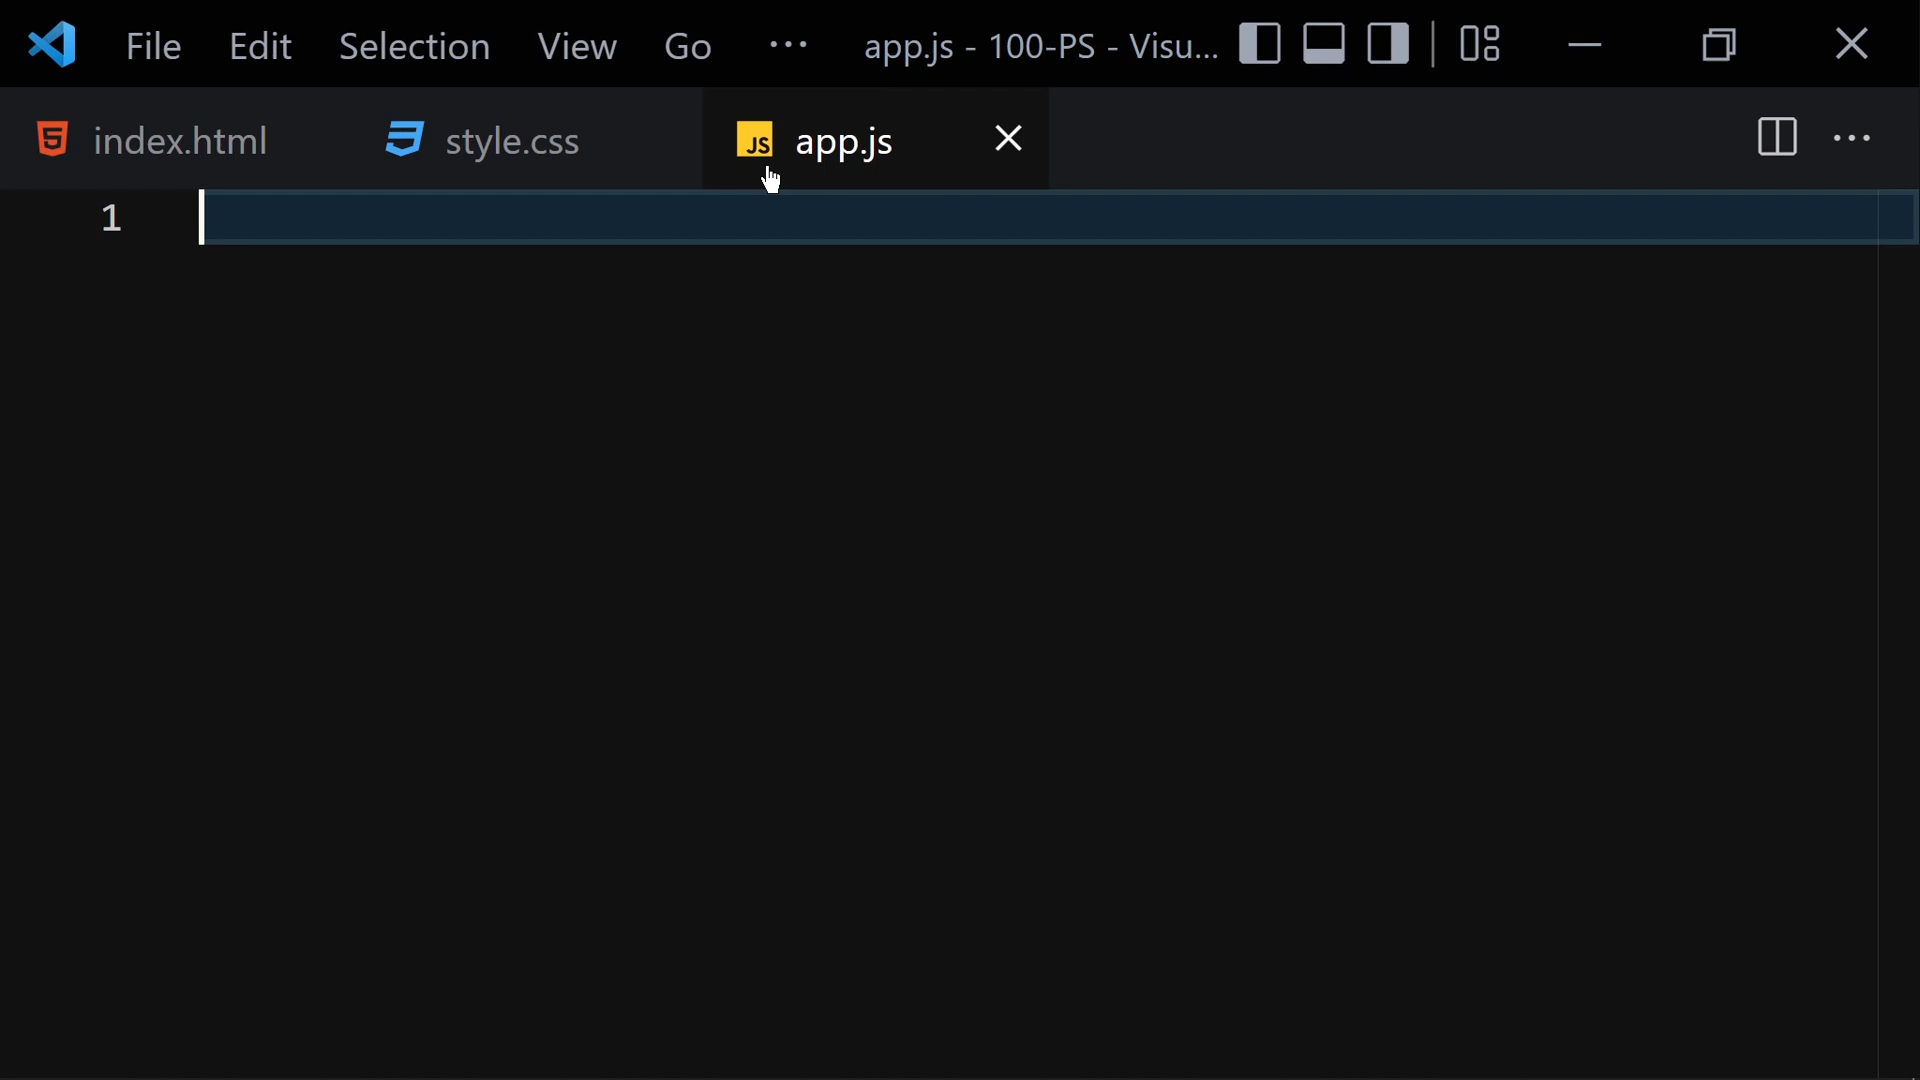 File Edit Selection View Go ··· app.js - 100-PS - Visu...
index.html style.css JS app.js
1